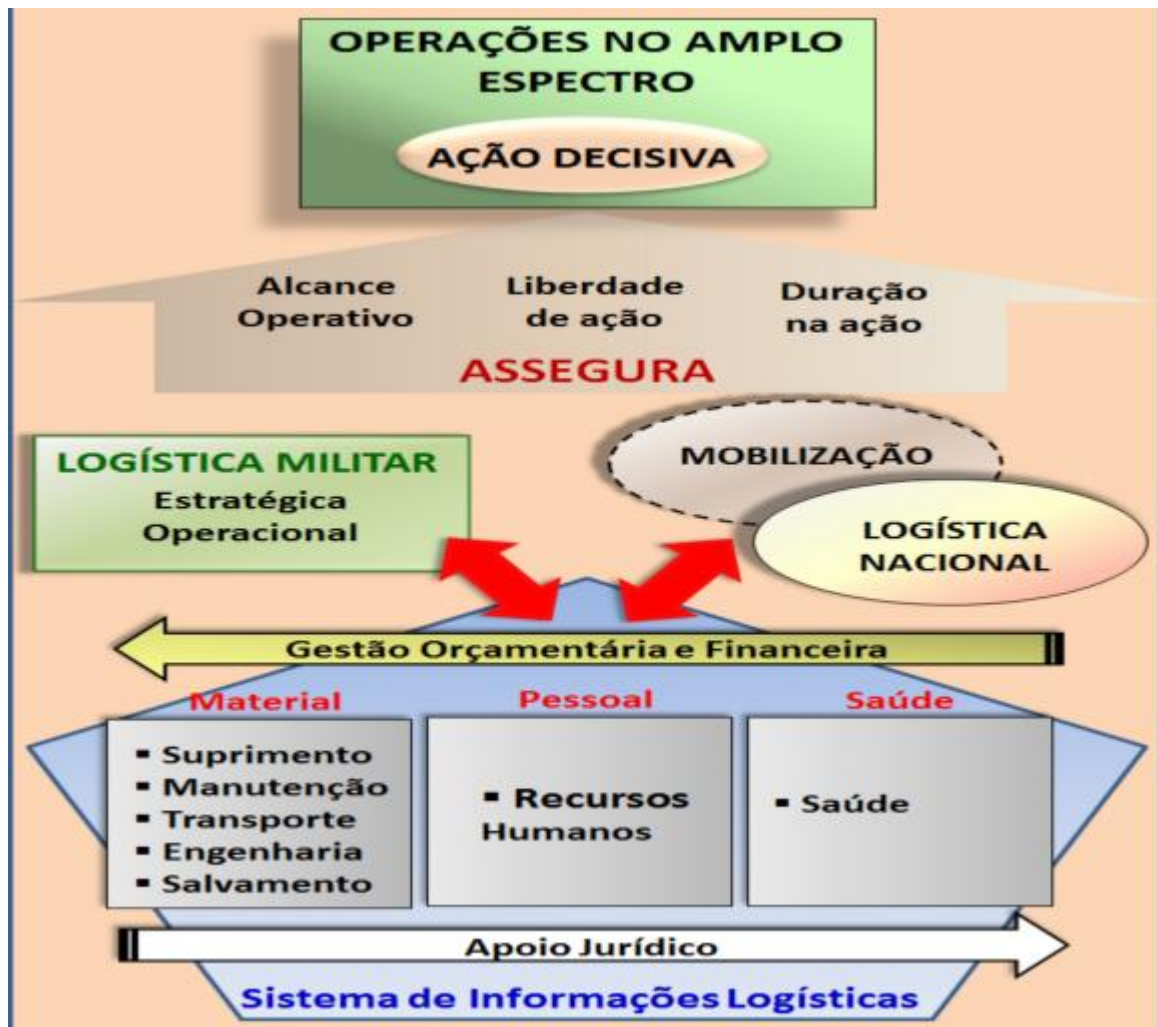 OPERAÇÕES NO AMPLO
ESPECTRO
AÇÃO DECISIVA
Alcance
Operativo
Liberdade
de ação
Duração
na ação
ASSEGURA
LOGÍSTICA MILITAR
Estratégica
Operacional
MOBILIZAÇÃO
LOGÍSTICA
NACIONAL
Gestão Orçamentária e Financeira
Material
▪ Suprimento
▪ Manutenção
▪ Transporte
▪ Engenharia
▪ Salvamento
Pessoal
▪ Recursos
Humanos
Saúde
▪ Saúde
Apoio Jurídico
Sistema de Informações Logísticas